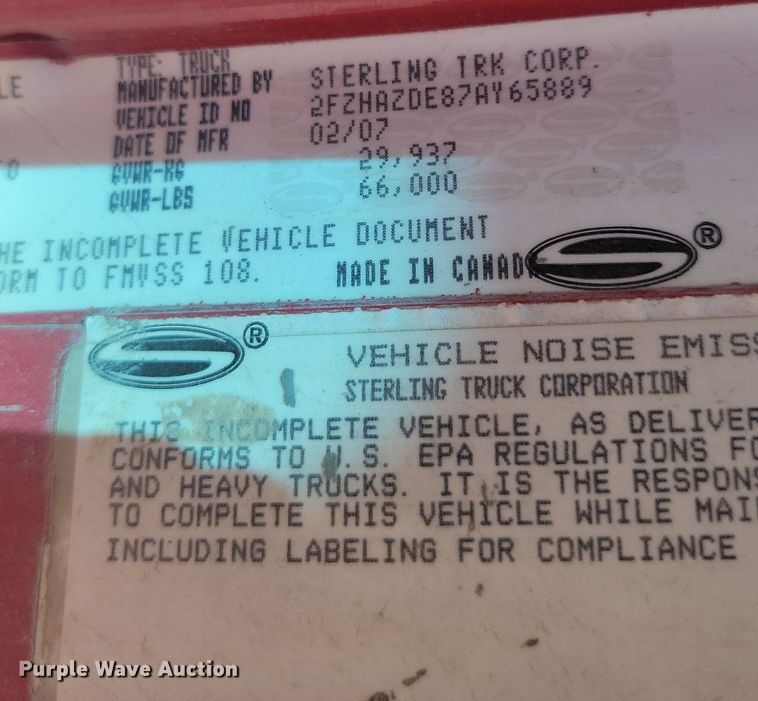 LE
TYPE: TRUCK
MANUFACTURED BY STERLING TRK CORP.
VEHICLE ID NO 2FZHAZDE87AY65889
DATE OF MFR 02/07
GVWR-KG 29,937
GVWR-LBS 66,000
HE INCOMPLETE VEHICLE DOCUMENT
ORM TO FMVSS 108. MADE IN CANAD
®
®
VEHICLE NOISE EMISS
STERLING TRUCK CORPORATION
THIS INCOMPLETE VEHICLE, AS DELIVER
CONFORMS TO U.S. EPA REGULATIONS FO
AND HEAVY TRUCKS. IT IS THE RESPONS
TO COMPLETE THIS VEHICLE WHILE MAI
INCLUDING LABELING FOR COMPLIANCE
Purple Wave Auction